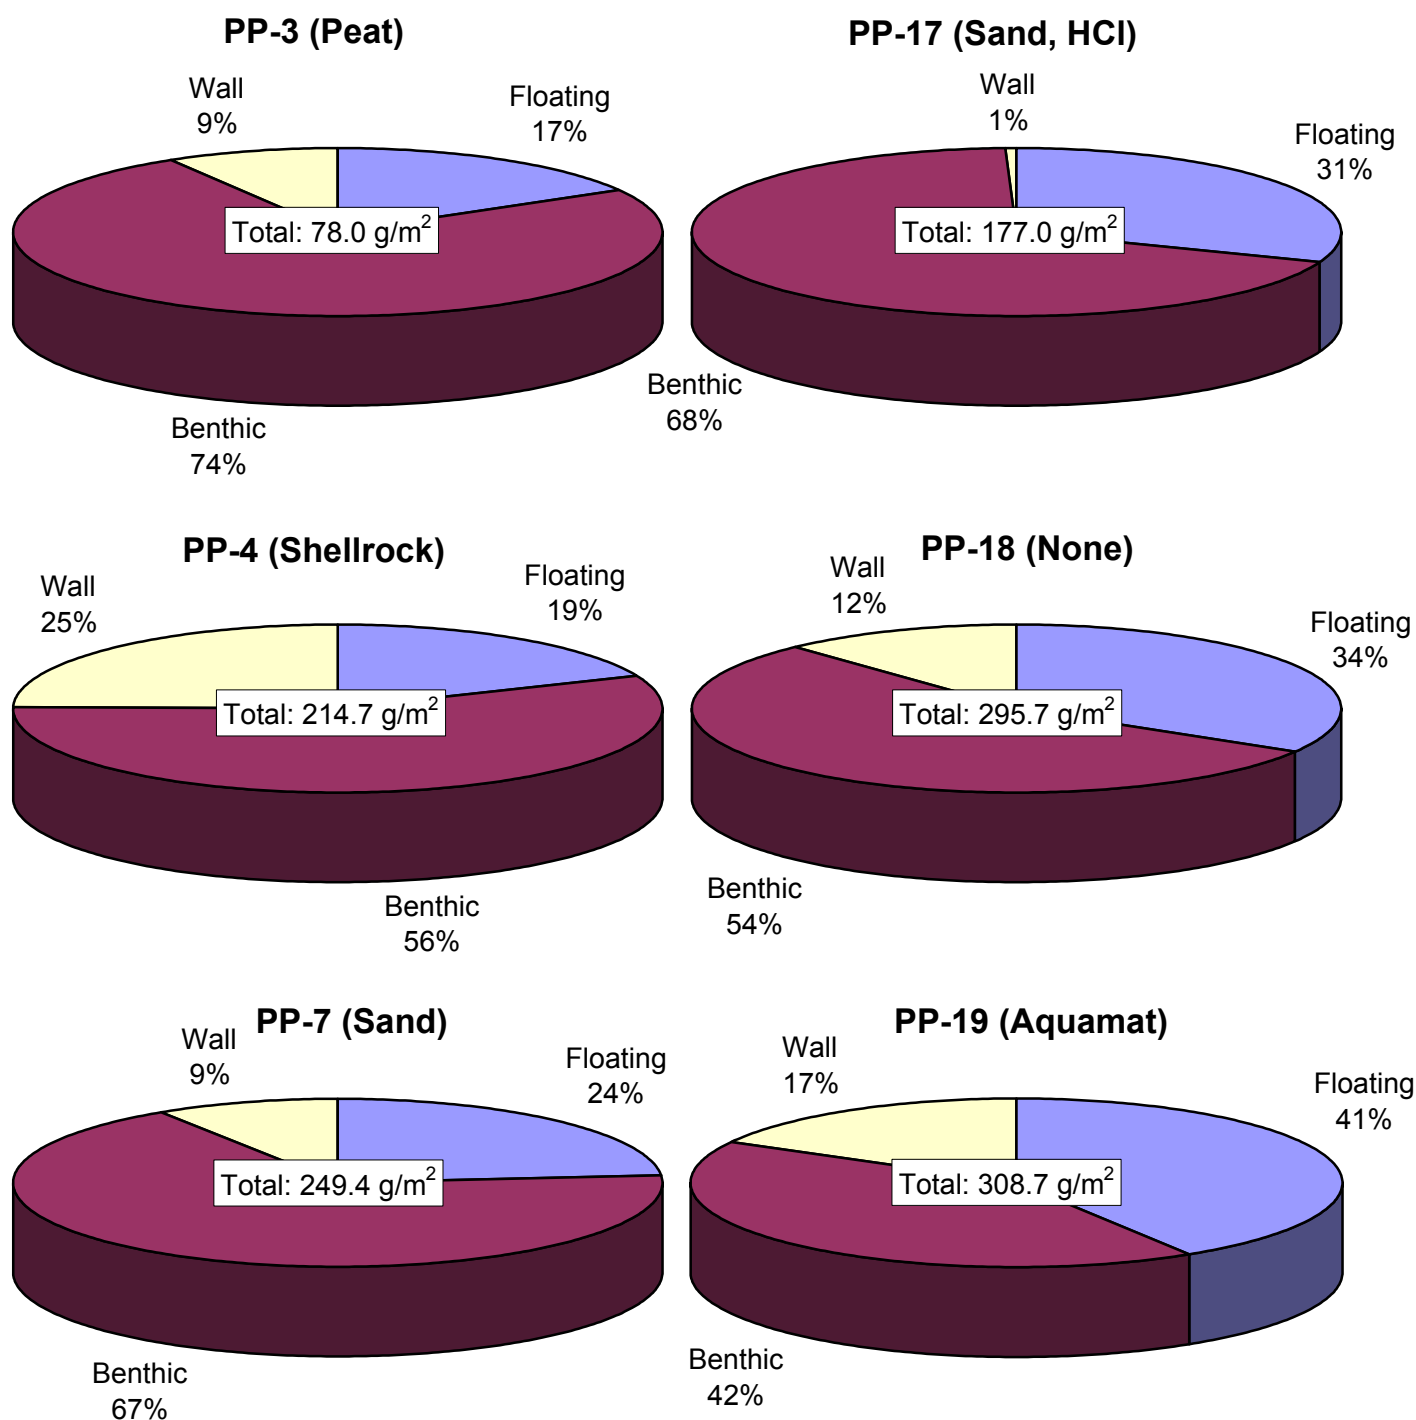 PP-3 (Peat)
Wall
9%
Floating
17%
Total: 78.0 g/m²
Benthic
74%
PP-17 (Sand, HCl)
Wall
1%
Floating
31%
Total: 177.0 g/m²
Benthic
68%
PP-4 (Shellrock)
Wall
25%
Floating
19%
Total: 214.7 g/m²
Benthic
56%
PP-18 (None)
Wall
12%
Floating
34%
Total: 295.7 g/m²
Benthic
54%
PP-7 (Sand)
Wall
9%
Floating
24%
Total: 249.4 g/m²
Benthic
67%
PP-19 (Aquamat)
Wall
17%
Floating
41%
Total: 308.7 g/m²
Benthic
42%